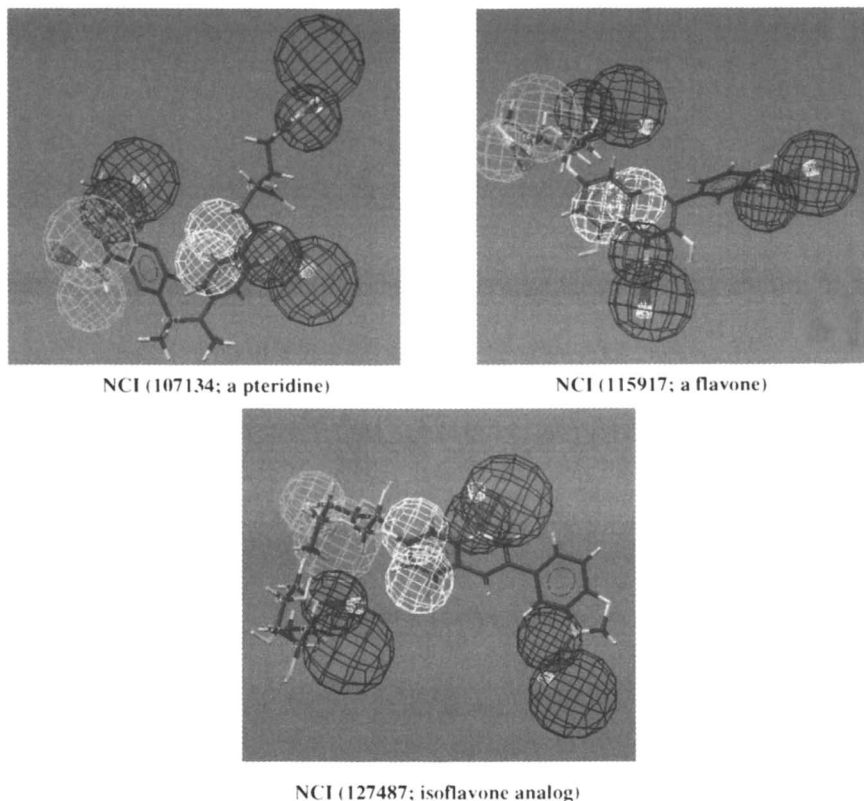 NCI (107134; a pteridine)
NCI (115917; a flavone)
NCI (127487; isoflavone analog)